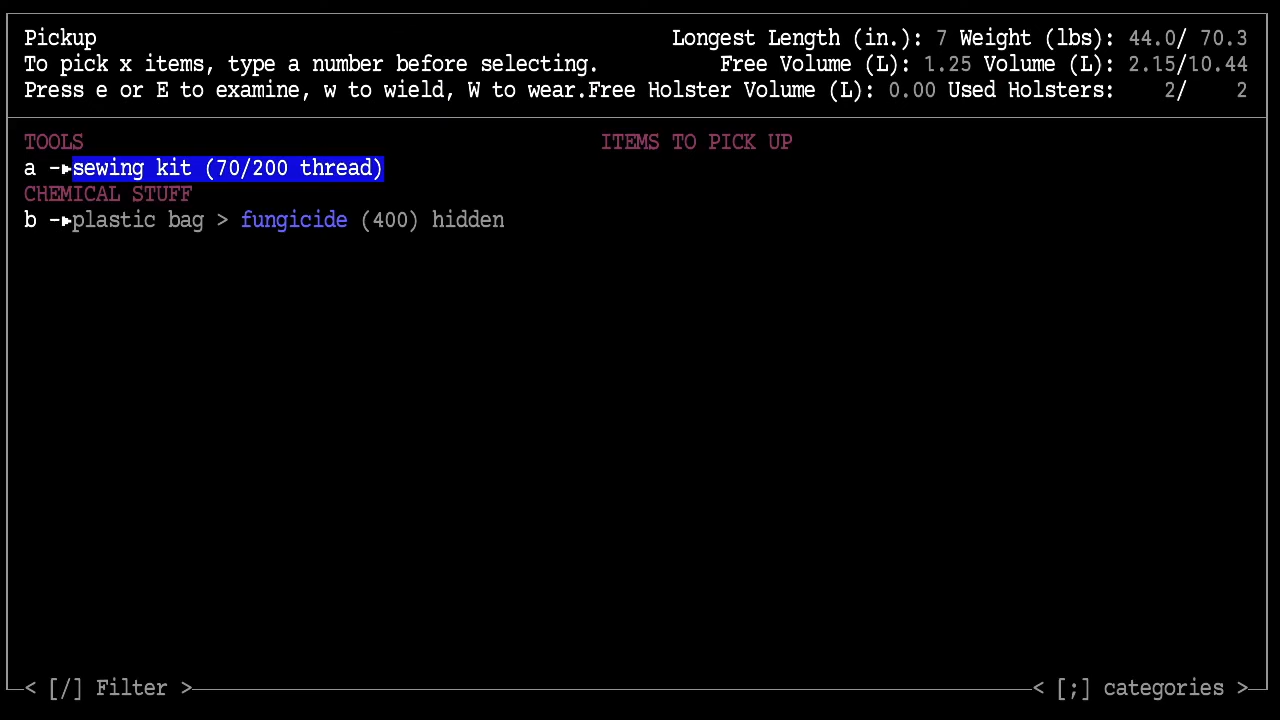 Pickup Longest Length (in.): 7 Weight (lbs): 44.0/ 70.3
To pick x items, type a number before selecting. Free Volume (L): 1.25 Volume (L): 2.15/10.44
Press e or E to examine, w to wield, W to wear.Free Holster Volume (L): 0.00 Used Holsters: 2/ 2
TOOLS ITEMS TO PICK UP
a -▸sewing kit (70/200 thread)
CHEMICAL STUFF
b -▸plastic bag > fungicide (400) hidden
< [/] Filter > < [;] categories >